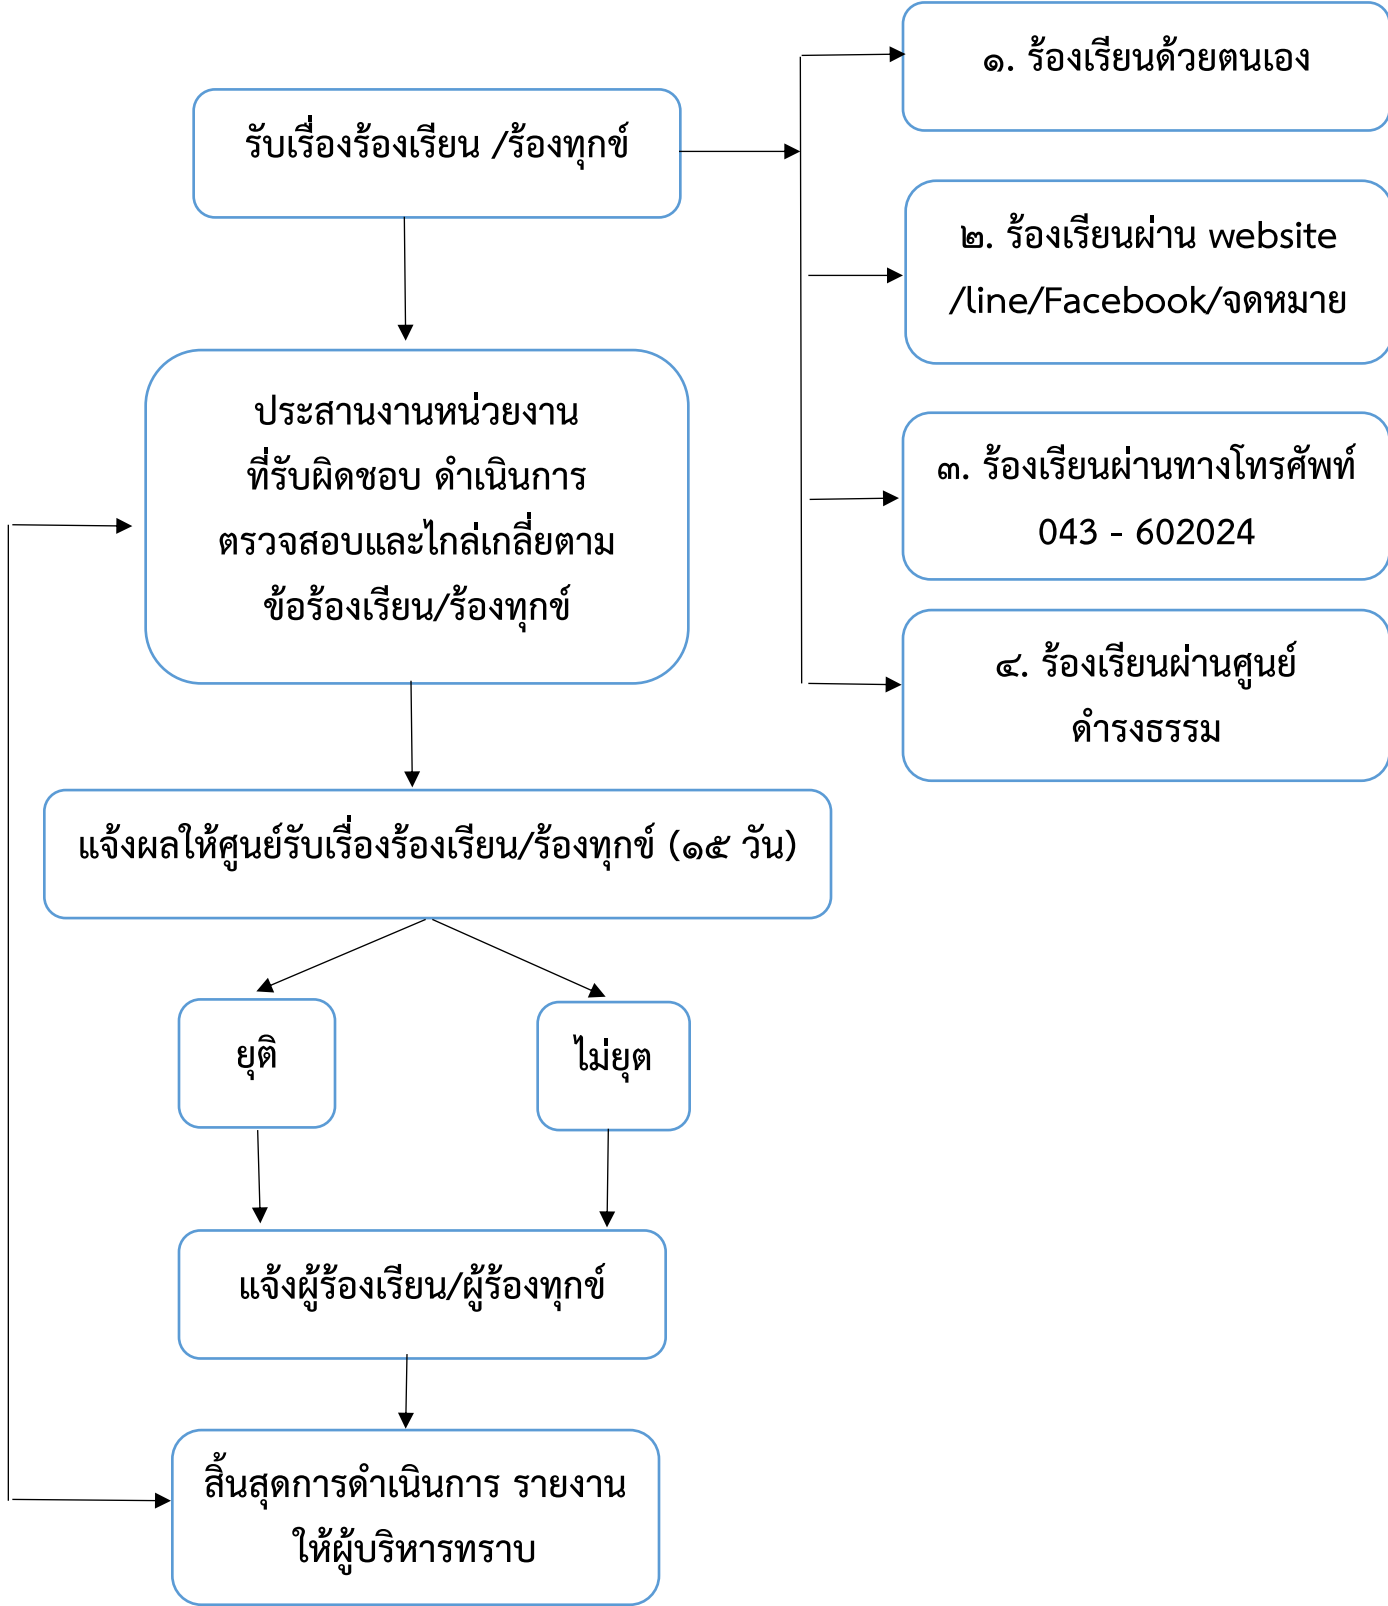 รับเรื่องร้องเรียน /ร้องทุกข์
๑. ร้องเรียนด้วยตนเอง
๒. ร้องเรียนผ่าน website
/line/Facebook/จดหมาย
๓. ร้องเรียนผ่านทางโทรศัพท์
043 - 602024
๔. ร้องเรียนผ่านศูนย์
ดำรงธรรม
ประสานงานหน่วยงาน
ที่รับผิดชอบ ดำเนินการ
ตรวจสอบและไกล่เกลี่ยตาม
ข้อร้องเรียน/ร้องทุกข์
แจ้งผลให้ศูนย์รับเรื่องร้องเรียน/ร้องทุกข์ (๑๕ วัน)
ยุติ
ไม่ยุต
แจ้งผู้ร้องเรียน/ผู้ร้องทุกข์
สิ้นสุดการดำเนินการ รายงาน
ให้ผู้บริหารทราบ